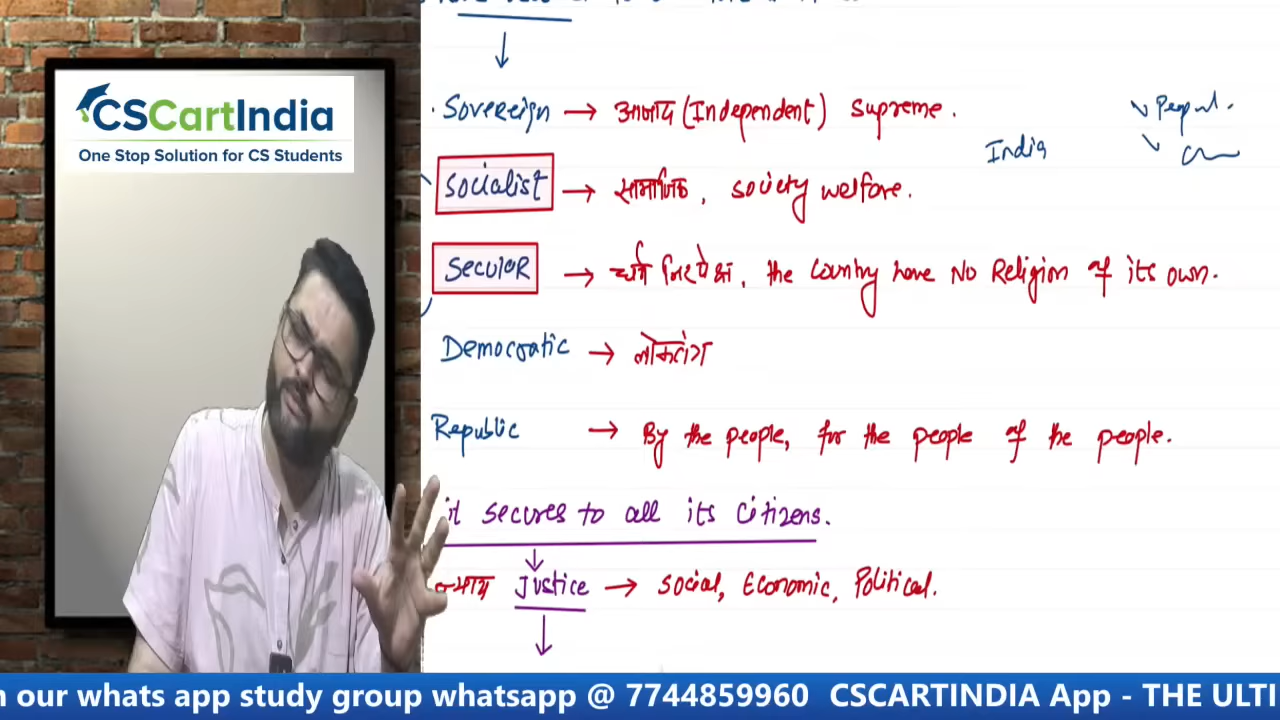 CSCartIndia
One Stop Solution for CS Students
Sovereign → (Independent) supreme.
India
Socialist → सामाजिक, society welfare.
Secular → धर्म निरपेक्ष, the Country have No Religion of its own.
Democratic → लोकतंत्र
Republic → By the people, for the people of the people.
it secures to all its Citizens.
न्याय Justice → Social, Economic, Political.
our whats app study group whatsapp @ 7744859960 CSCARTINDIA App - THE